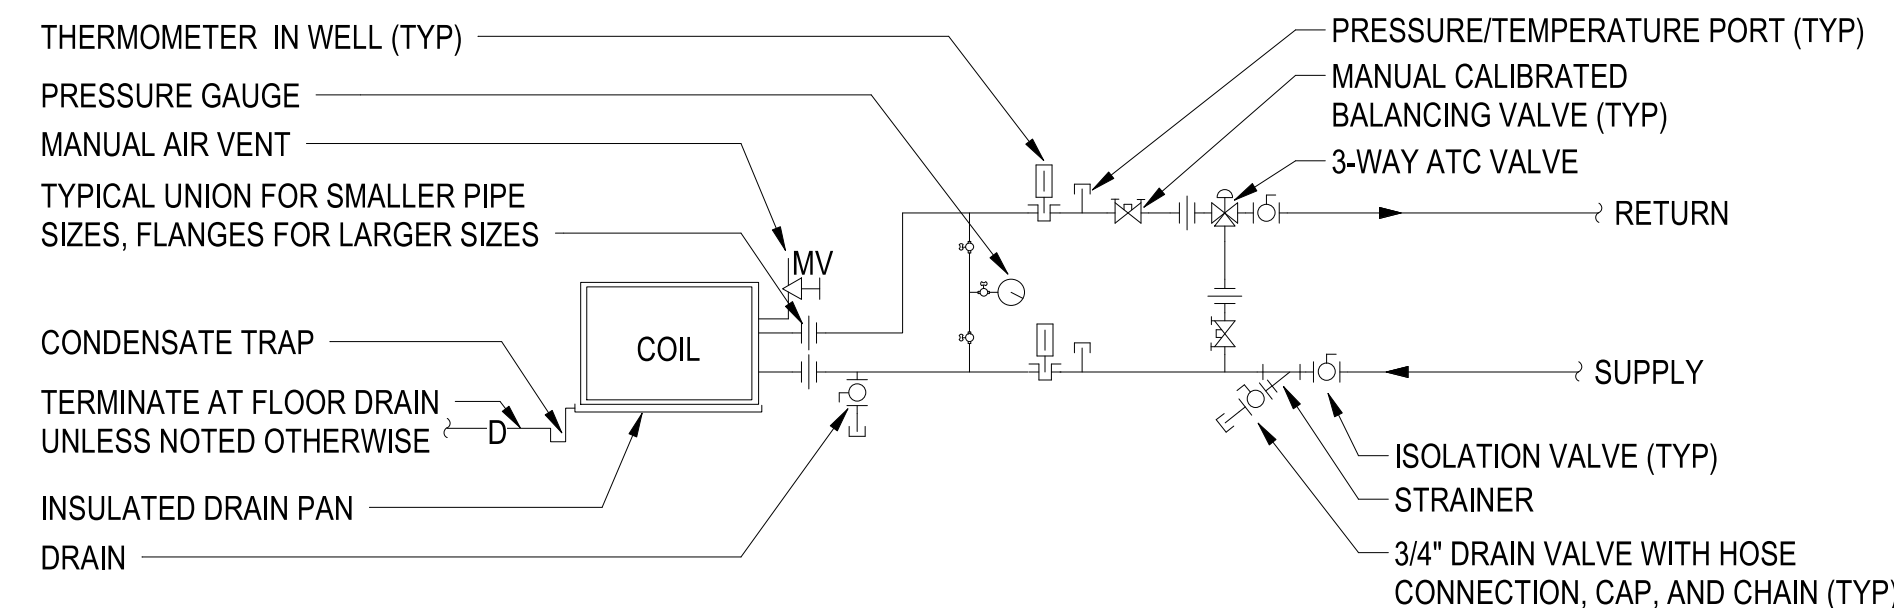 THERMOMETER IN WELL (TYP)
PRESSURE GAUGE
MANUAL AIR VENT
TYPICAL UNION FOR SMALLER PIPE
SIZES, FLANGES FOR LARGER SIZES
CONDENSATE TRAP
TERMINATE AT FLOOR DRAIN
UNLESS NOTED OTHERWISE
D
INSULATED DRAIN PAN
DRAIN
MV
COIL
PRESSURE/TEMPERATURE PORT (TYP)
MANUAL CALIBRATED
BALANCING VALVE (TYP)
3-WAY ATC VALVE
RETURN
SUPPLY
ISOLATION VALVE (TYP)
STRAINER
3/4" DRAIN VALVE WITH HOSE
CONNECTION, CAP, AND CHAIN (TYP)